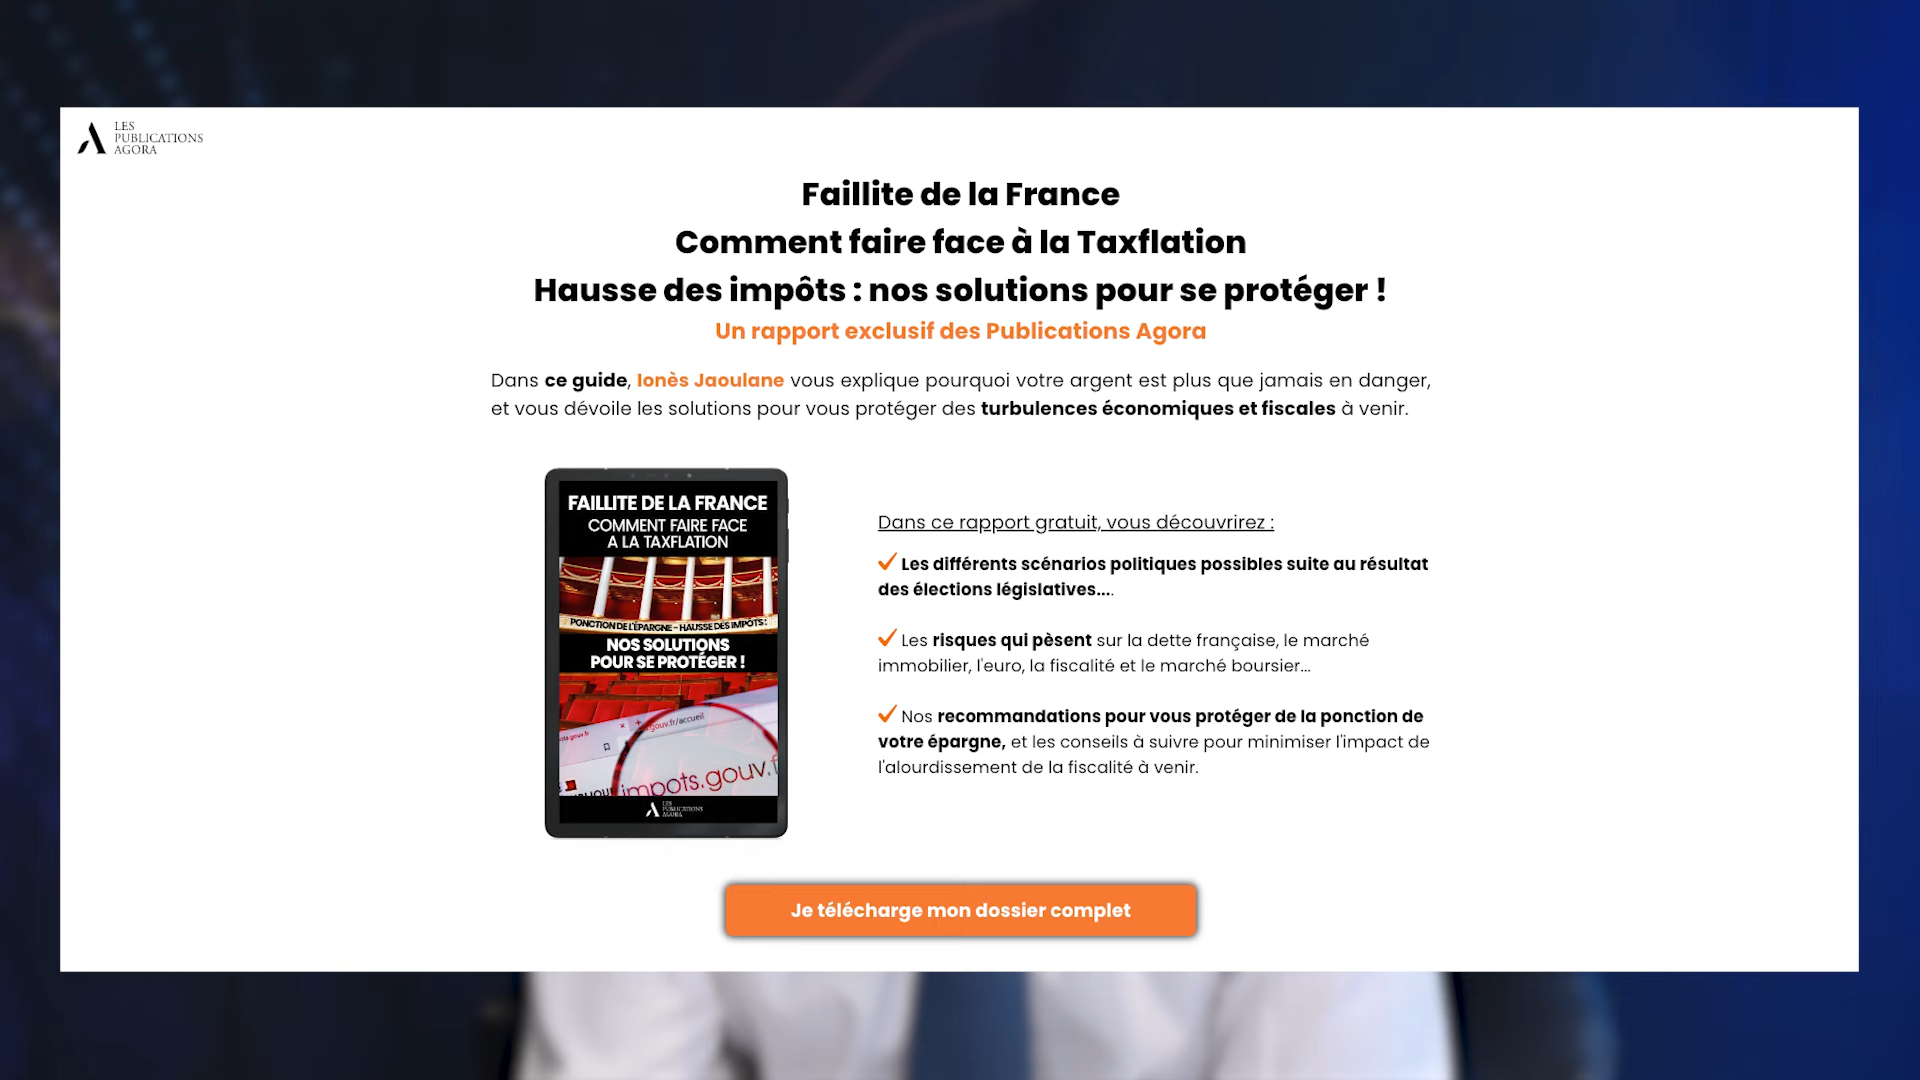 LES
PUBLICATIONS
AGORA
Faillite de la France
Comment faire face à la Taxflation
Hausse des impôts : nos solutions pour se protéger !
Un rapport exclusif des Publications Agora
Dans ce guide, Ionès Jaoulane vous explique pourquoi votre argent est plus que jamais en danger,
et vous dévoile les solutions pour vous protéger des turbulences économiques et fiscales à venir.
FAILLITE DE LA FRANCE
COMMENT FAIRE FACE
A LA TAXFLATION
PONCTION DE L'ÉPARGNE - HAUSSE DES IMPÔTS :
NOS SOLUTIONS
POUR SE PROTÉGER !
.gouv.fr/accueil
impots.gouv.f
LES
PUBLICATIONS
AGORA
Dans ce rapport gratuit, vous découvrirez :
Les différents scénarios politiques possibles suite au résultat
des élections législatives....
Les risques qui pèsent sur la dette française, le marché
immobilier, l'euro, la fiscalité et le marché boursier...
Nos recommandations pour vous protéger de la ponction de
votre épargne, et les conseils à suivre pour minimiser l'impact de
l'alourdissement de la fiscalité à venir.
Je télécharge mon dossier complet